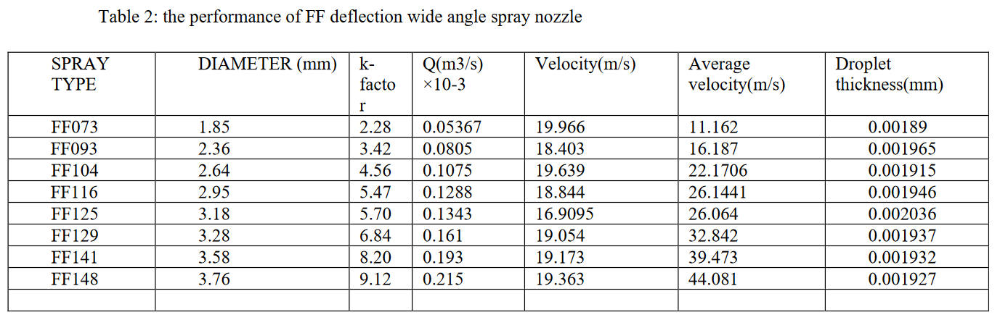 Table 2: the performance of FF deflection wide angle spray nozzle
SPRAY TYPE DIAMETER (mm) k-facto r Q(m3/s) ×10-3 Velocity(m/s) Average velocity(m/s) Droplet thickness(mm)
FF073 1.85 2.28 0.05367 19.966 11.162 0.00189
FF093 2.36 3.42 0.0805 18.403 16.187 0.001965
FF104 2.64 4.56 0.1075 19.639 22.1706 0.001915
FF116 2.95 5.47 0.1288 18.844 26.1441 0.001946
FF125 3.18 5.70 0.1343 16.9095 26.064 0.002036
FF129 3.28 6.84 0.161 19.054 32.842 0.001937
FF141 3.58 8.20 0.193 19.173 39.473 0.001932
FF148 3.76 9.12 0.215 19.363 44.081 0.001927